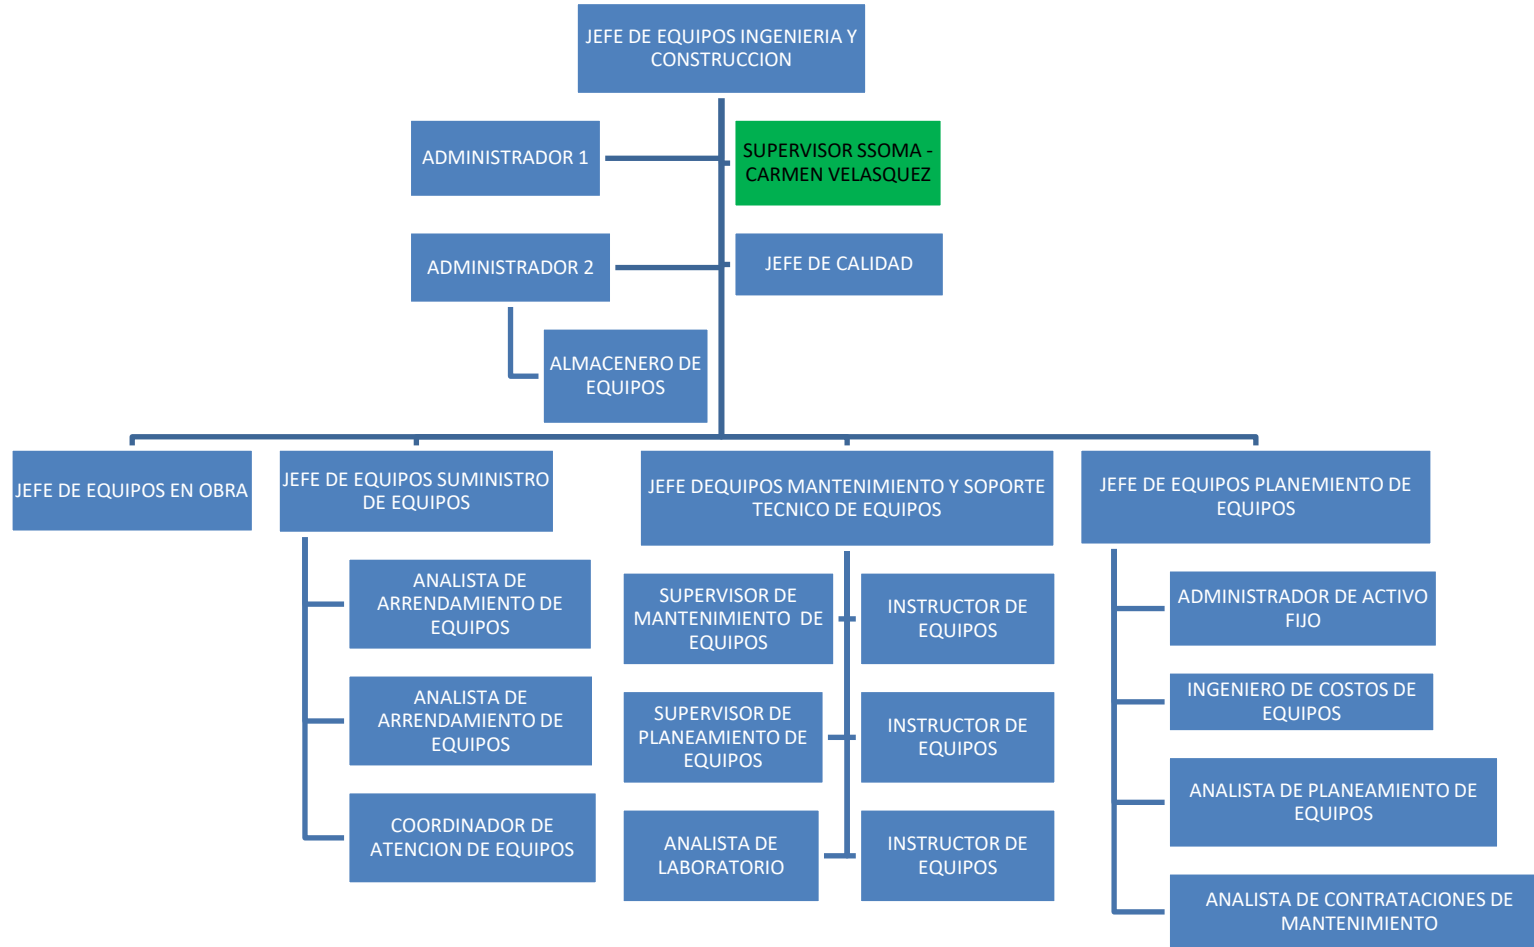 JEFE DE EQUIPOS INGENIERIA Y
CONSTRUCCION
ADMINISTRADOR 1
SUPERVISOR SSOMA -
CARMEN VELASQUEZ
ADMINISTRADOR 2
JEFE DE CALIDAD
ALMACENERO DE
EQUIPOS
JEFE DE EQUIPOS EN OBRA
JEFE DE EQUIPOS SUMINISTRO
DE EQUIPOS
JEFE DEQUIPOS MANTENIMIENTO Y SOPORTE
TECNICO DE EQUIPOS
JEFE DE EQUIPOS PLANEMIENTO DE
EQUIPOS
ANALISTA DE
ARRENDAMIENTO DE
EQUIPOS
ANALISTA DE
ARRENDAMIENTO DE
EQUIPOS
COORDINADOR DE
ATENCION DE EQUIPOS
SUPERVISOR DE
MANTENIMIENTO DE
EQUIPOS
INSTRUCTOR DE
EQUIPOS
SUPERVISOR DE
PLANEAMIENTO DE
EQUIPOS
INSTRUCTOR DE
EQUIPOS
ANALISTA DE
LABORATORIO
INSTRUCTOR DE
EQUIPOS
ADMINISTRADOR DE ACTIVO
FIJO
INGENIERO DE COSTOS DE
EQUIPOS
ANALISTA DE PLANEAMIENTO DE
EQUIPOS
ANALISTA DE CONTRATACIONES DE
MANTENIMIENTO